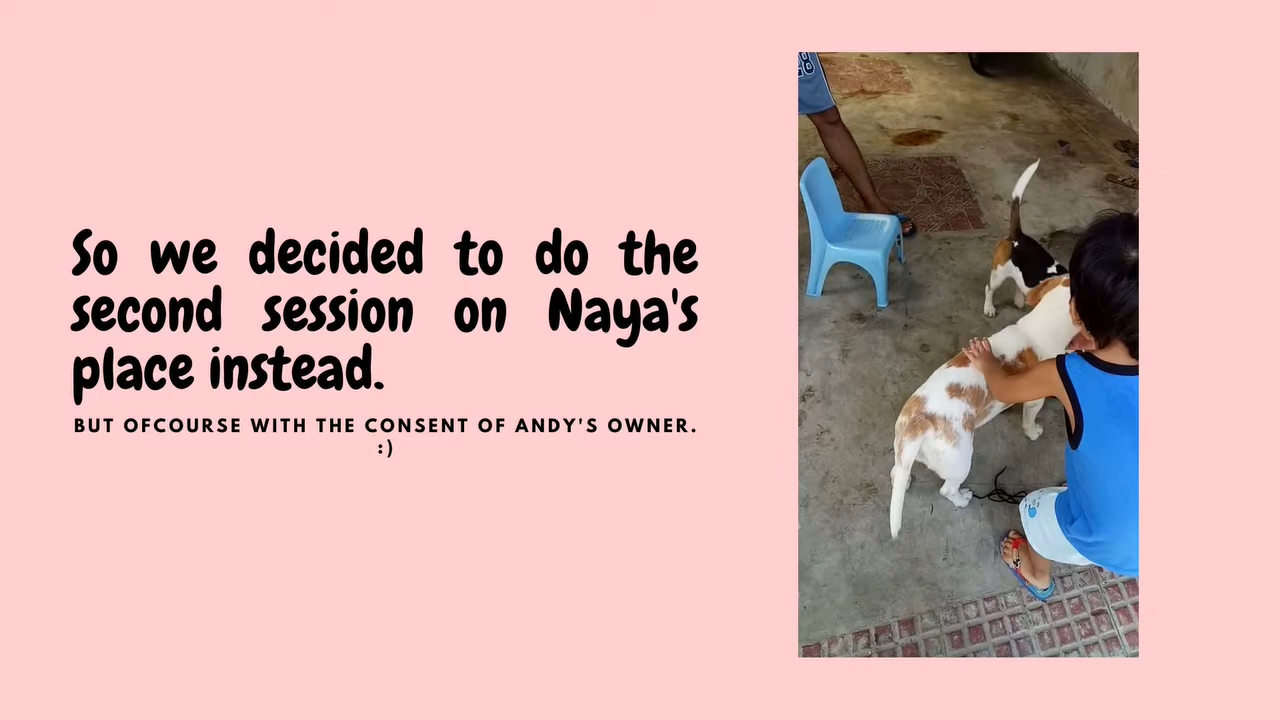 So we decided to do the
second session on Naya's
place instead.
BUT OFCOURSE WITH THE CONSENT OF ANDY'S OWNER.
:)